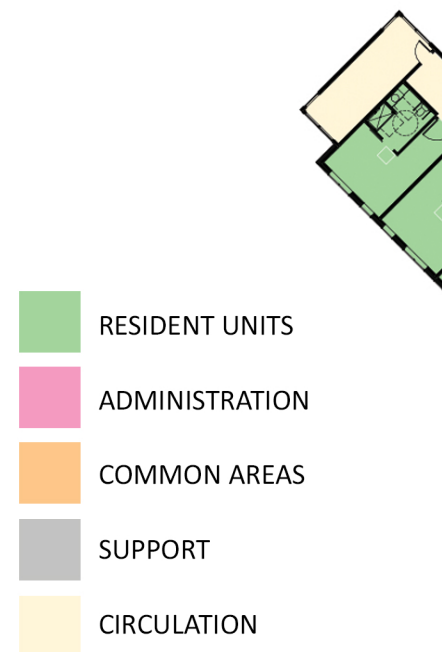 RESIDENT UNITS
ADMINISTRATION
COMMON AREAS
SUPPORT
CIRCULATION